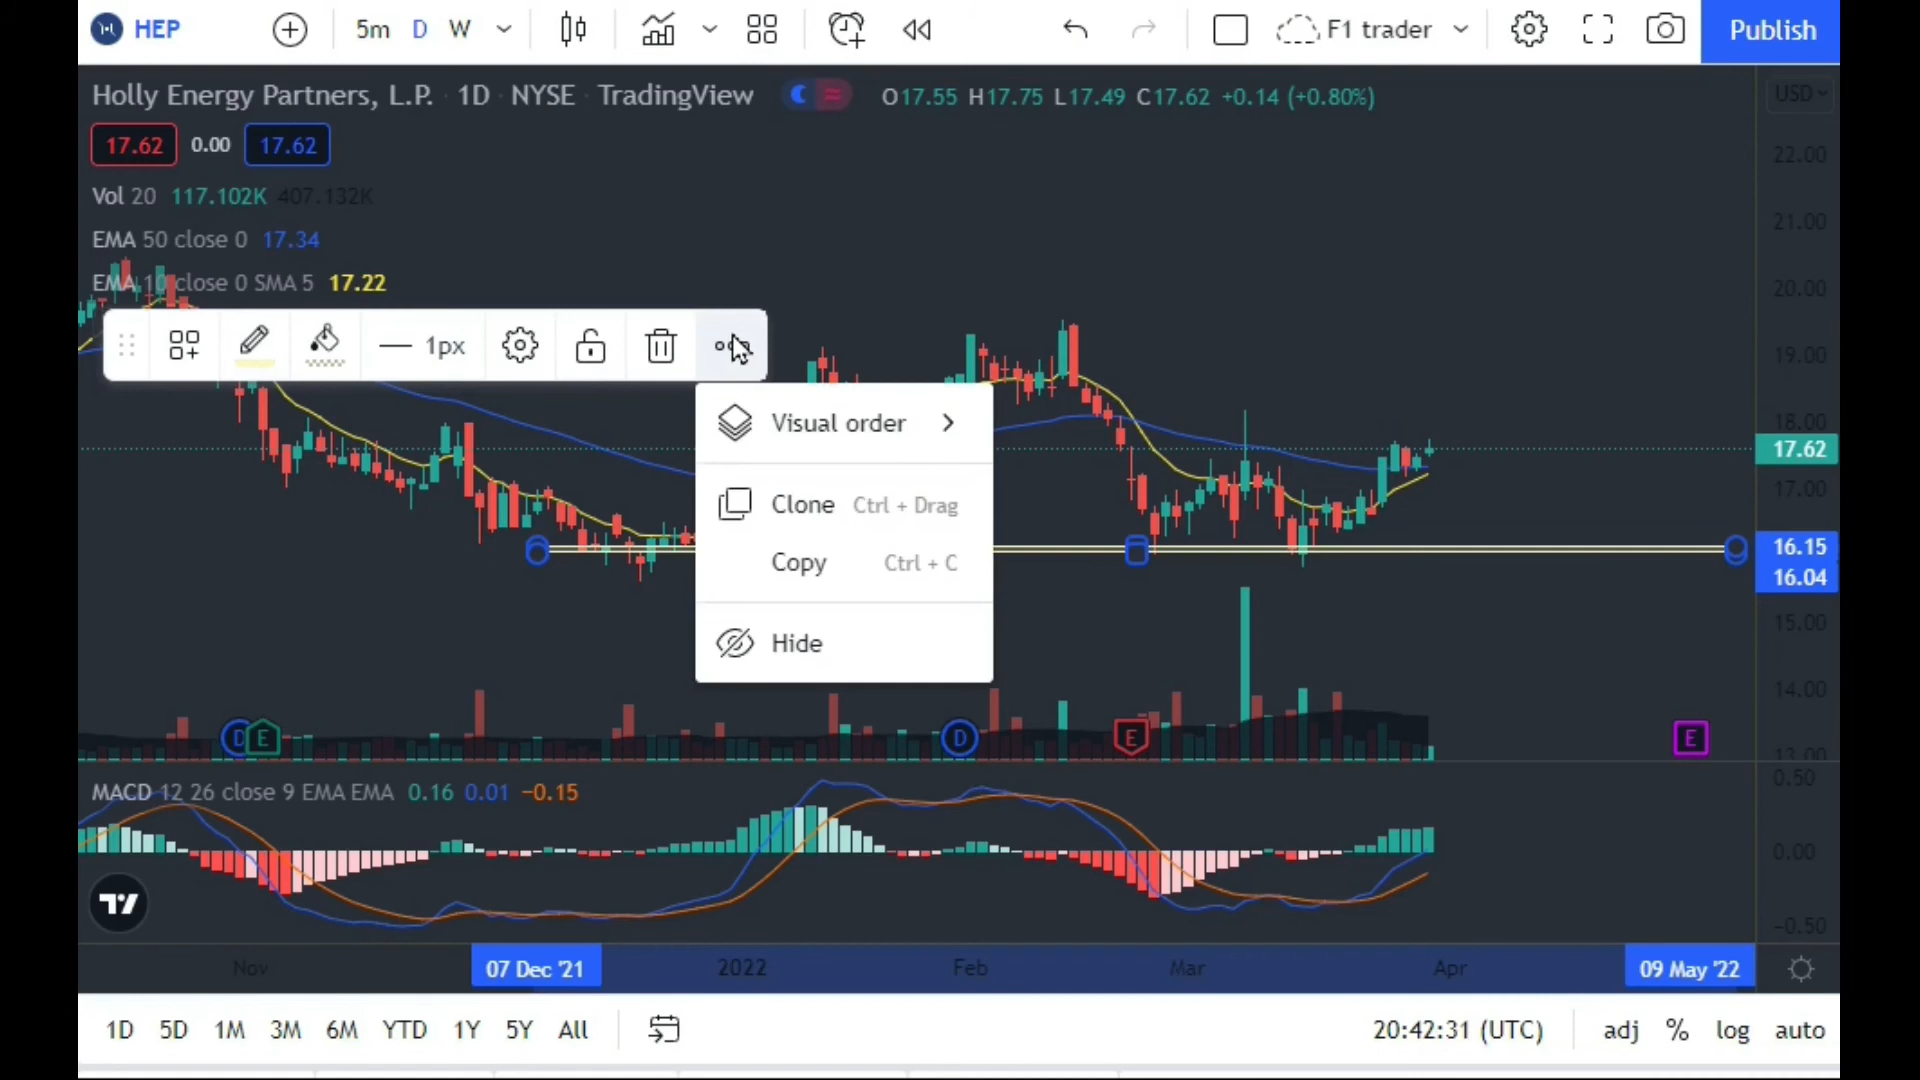 HEP 5m D W F1 trader Publish
Holly Energy Partners, L.P. · 1D · NYSE · TradingView O17.55 H17.75 L17.49 C17.62 +0.14 (+0.80%) USD
17.62 0.00 17.62
22.00
Vol 20 117.102K 407.132K
21.00
EMA 50 close 0 17.34
EMA 10 close 0 SMA 5 17.22
20.00
1px
19.00
Visual order
18.00
17.62
17.00
Clone Ctrl + Drag
16.15
Copy Ctrl + C
16.04
15.00
Hide
14.00
D E D E E
13.00
0.50
MACD 12 26 close 9 EMA EMA 0.16 0.01 −0.15
0.00
−0.50
Nov 07 Dec '21 2022 Feb Mar Apr 09 May '22
1D 5D 1M 3M 6M YTD 1Y 5Y All 20:42:31 (UTC) adj % log auto